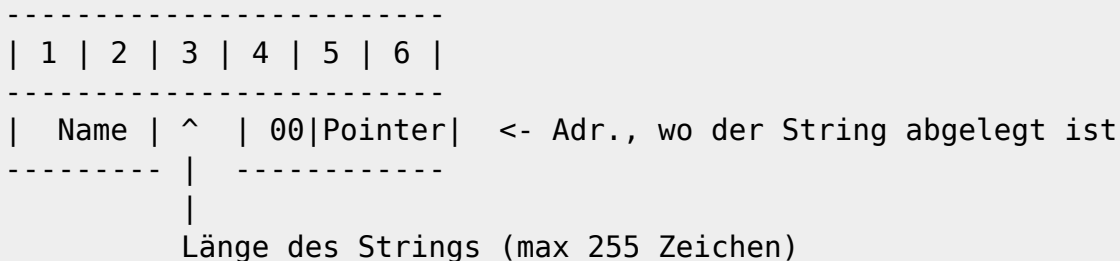 -------------------------
| 1 | 2 | 3 | 4 | 5 | 6 |
-------------------------
|  Name | ^  | 00|Pointer|  <- Adr., wo der String abgelegt ist
--------- |  ------------
          |
          Länge des Strings (max 255 Zeichen)